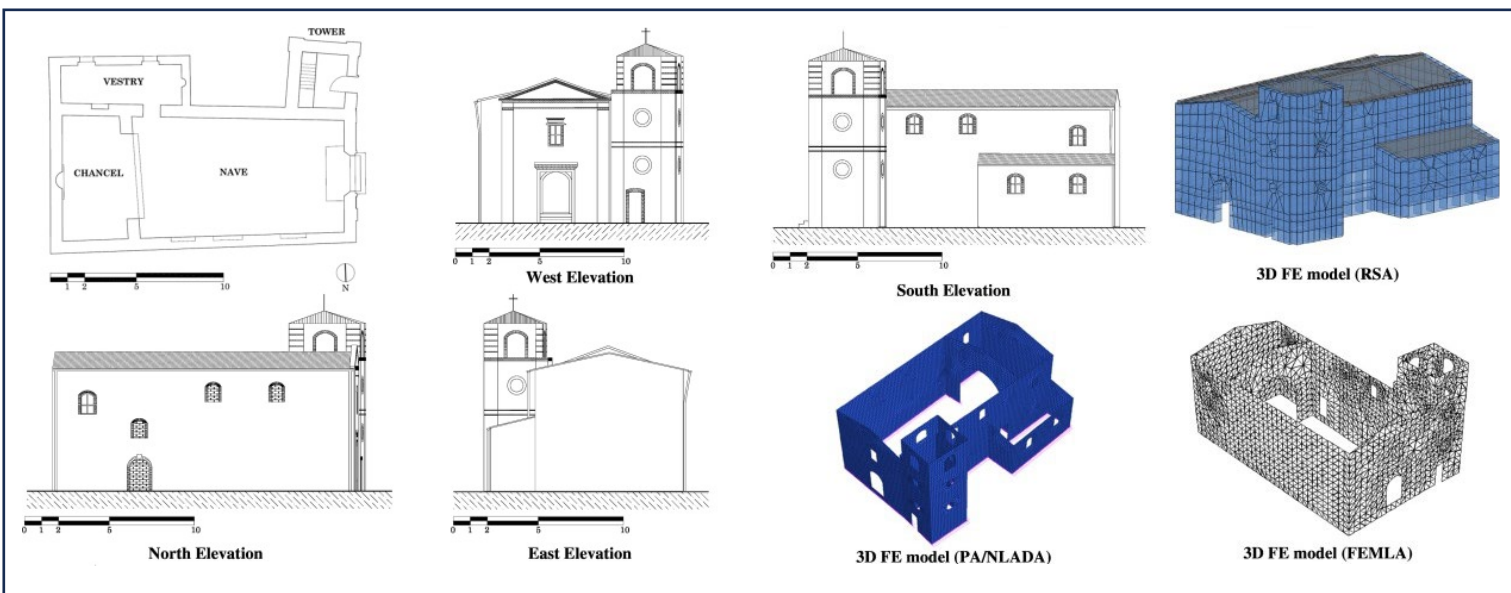 TOWER
VESTRY
CHANCEL
NAVE
1 2 5 10
N
0 1 2 5 10
West Elevation
0 1 2 5 10
South Elevation
3D FE model (RSA)
0 1 2 5 10
North Elevation
0 1 2 5 10
East Elevation
3D FE model (PA/NLADA)
3D FE model (FEMLA)